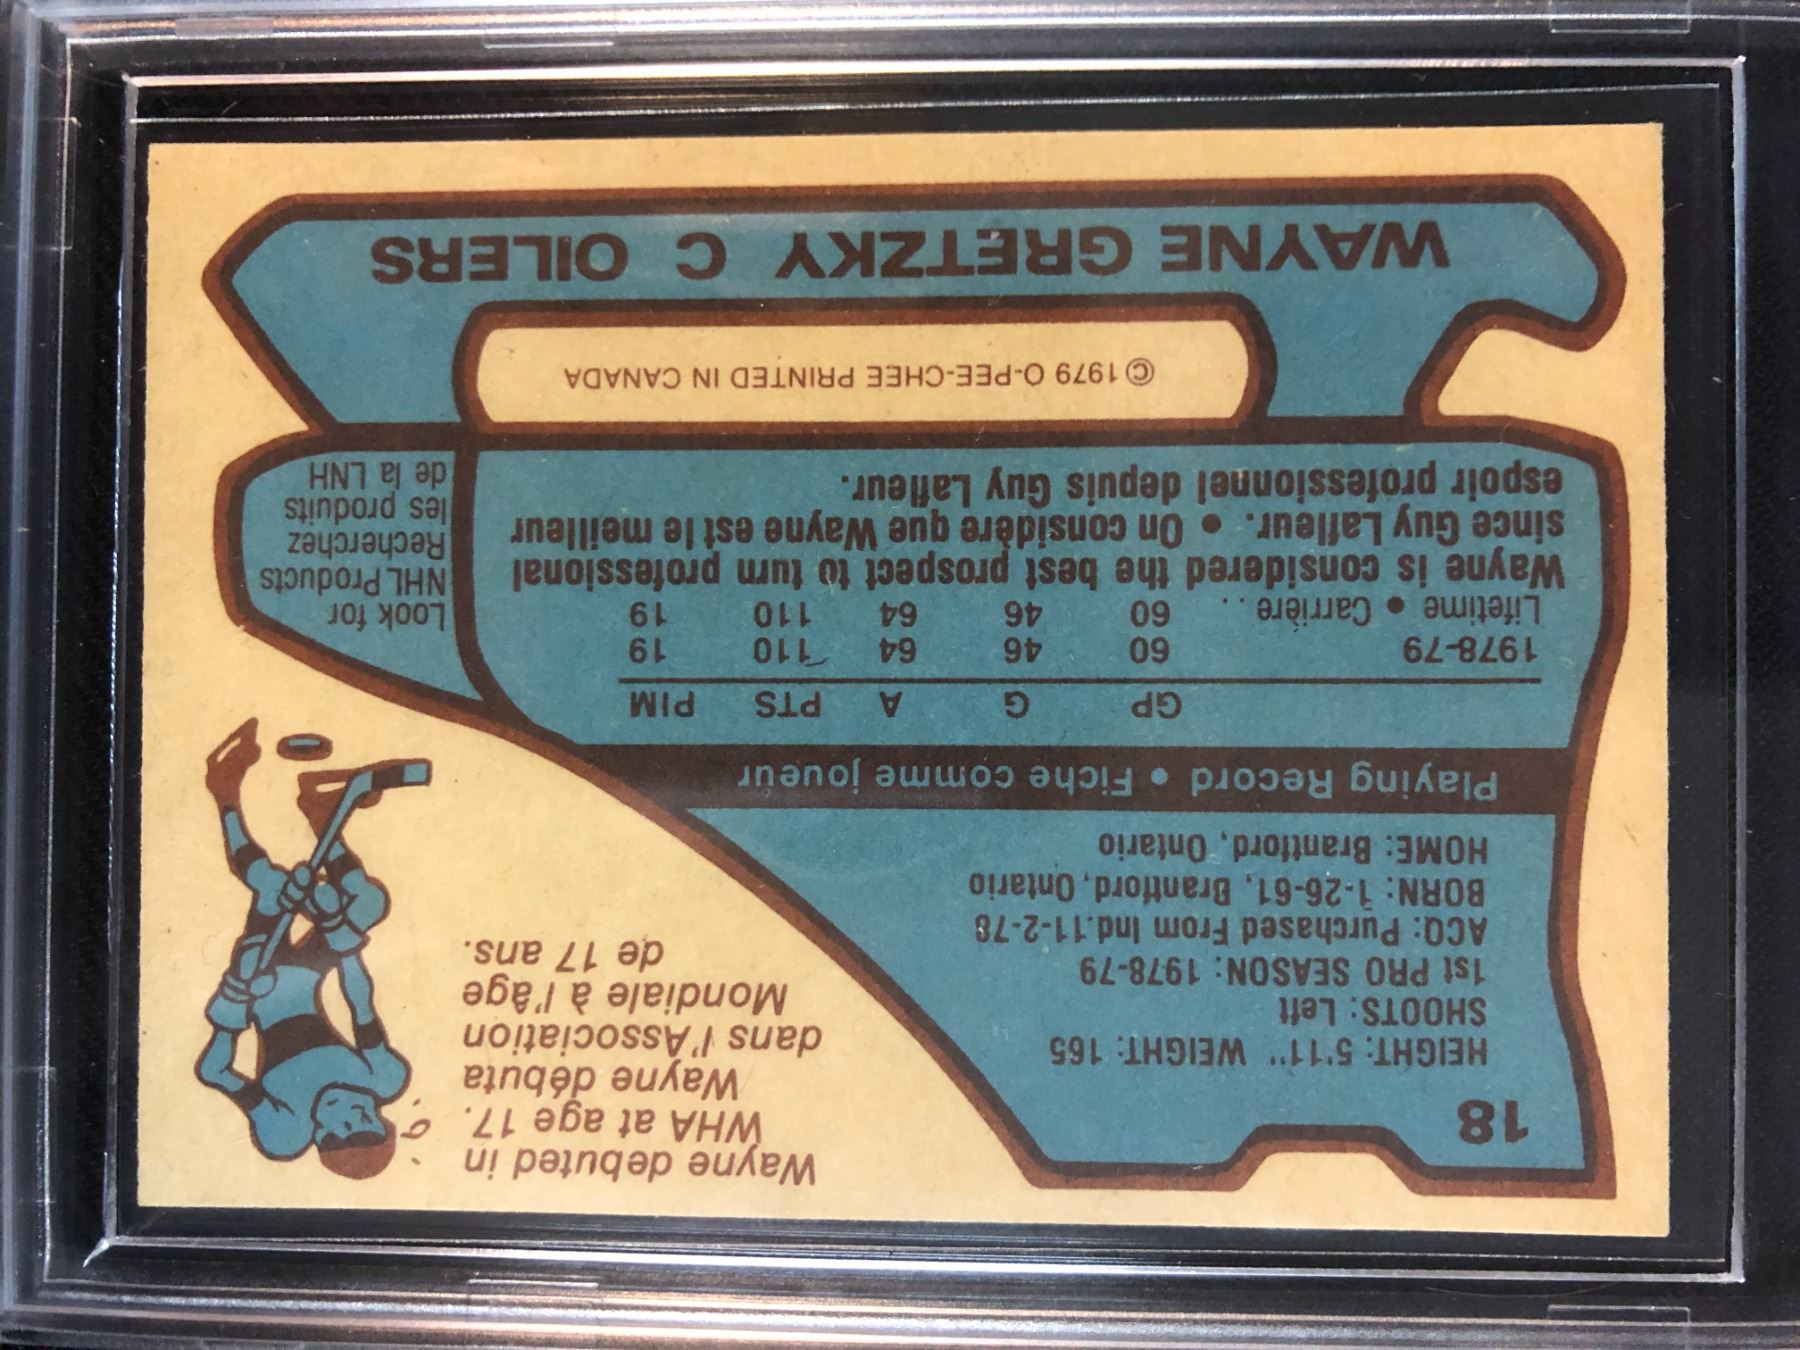 18
HEIGHT: 5'11" WEIGHT: 165
SHOOTS: Left
1st PRO SEASON: 1978-79
ACQ: Purchased From Ind.11-2-78
BORN: 1-26-61, Brantford, Ontario
HOME: Brantford, Ontario
Wayne debuted in
WHA at age 17.
Wayne débuta
dans l'Association
Mondiale à l'âge
de 17 ans.
Playing Record • Fiche comme joueur
GP G A PTS PIM
1978-79 60 46 64 110 19
Lifetime • Carrière . . 60 46 64 110 19
Wayne is considered the best prospect to turn professional
since Guy Lafleur. • On considère que Wayne est le meilleur
espoir professionnel depuis Guy Lafleur.
Look for
NHL Products
Recherchez
les produits
de la LNH
©1979 O-PEE-CHEE PRINTED IN CANADA
WAYNE GRETZKY C OILERS